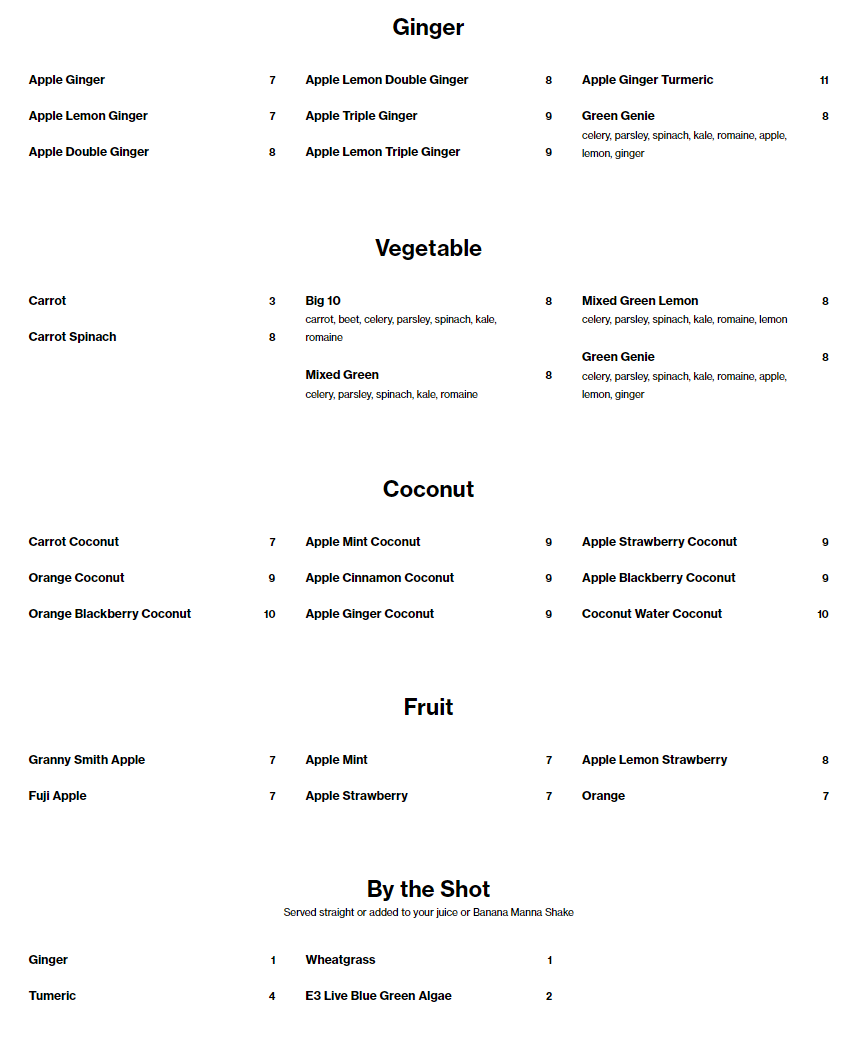 Ginger
Apple Ginger 7
Apple Lemon Ginger 7
Apple Double Ginger 8
Apple Lemon Double Ginger 8
Apple Triple Ginger 9
Apple Lemon Triple Ginger 9
Apple Ginger Turmeric 11
Green Genie 8
celery, parsley, spinach, kale, romaine, apple,
lemon, ginger
Vegetable
Carrot 3
Carrot Spinach 8
Big 10 8
carrot, beet, celery, parsley, spinach, kale,
romaine
Mixed Green 8
celery, parsley, spinach, kale, romaine
Mixed Green Lemon 8
celery, parsley, spinach, kale, romaine, lemon
Green Genie 8
celery, parsley, spinach, kale, romaine, apple,
lemon, ginger
Coconut
Carrot Coconut 7
Orange Coconut 9
Orange Blackberry Coconut 10
Apple Mint Coconut 9
Apple Cinnamon Coconut 9
Apple Ginger Coconut 9
Apple Strawberry Coconut 9
Apple Blackberry Coconut 9
Coconut Water Coconut 10
Fruit
Granny Smith Apple 7
Fuji Apple 7
Apple Mint 7
Apple Strawberry 7
Apple Lemon Strawberry 8
Orange 7
By the Shot
Served straight or added to your juice or Banana Manna Shake
Ginger 1
Tumeric 4
Wheatgrass 1
E3 Live Blue Green Algae 2